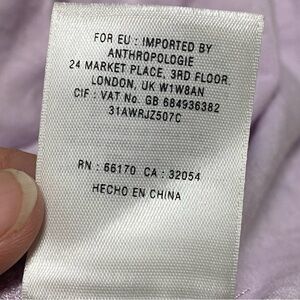 FOR EU : IMPORTED BY
ANTHROPOLOGIE
24 MARKET PLACE, 3RD FLOOR
LONDON, UK W1W8AN
CIF : VAT No. GB 684936382
31AWRJZ507C
RN : 66170 CA : 32054
HECHO EN CHINA